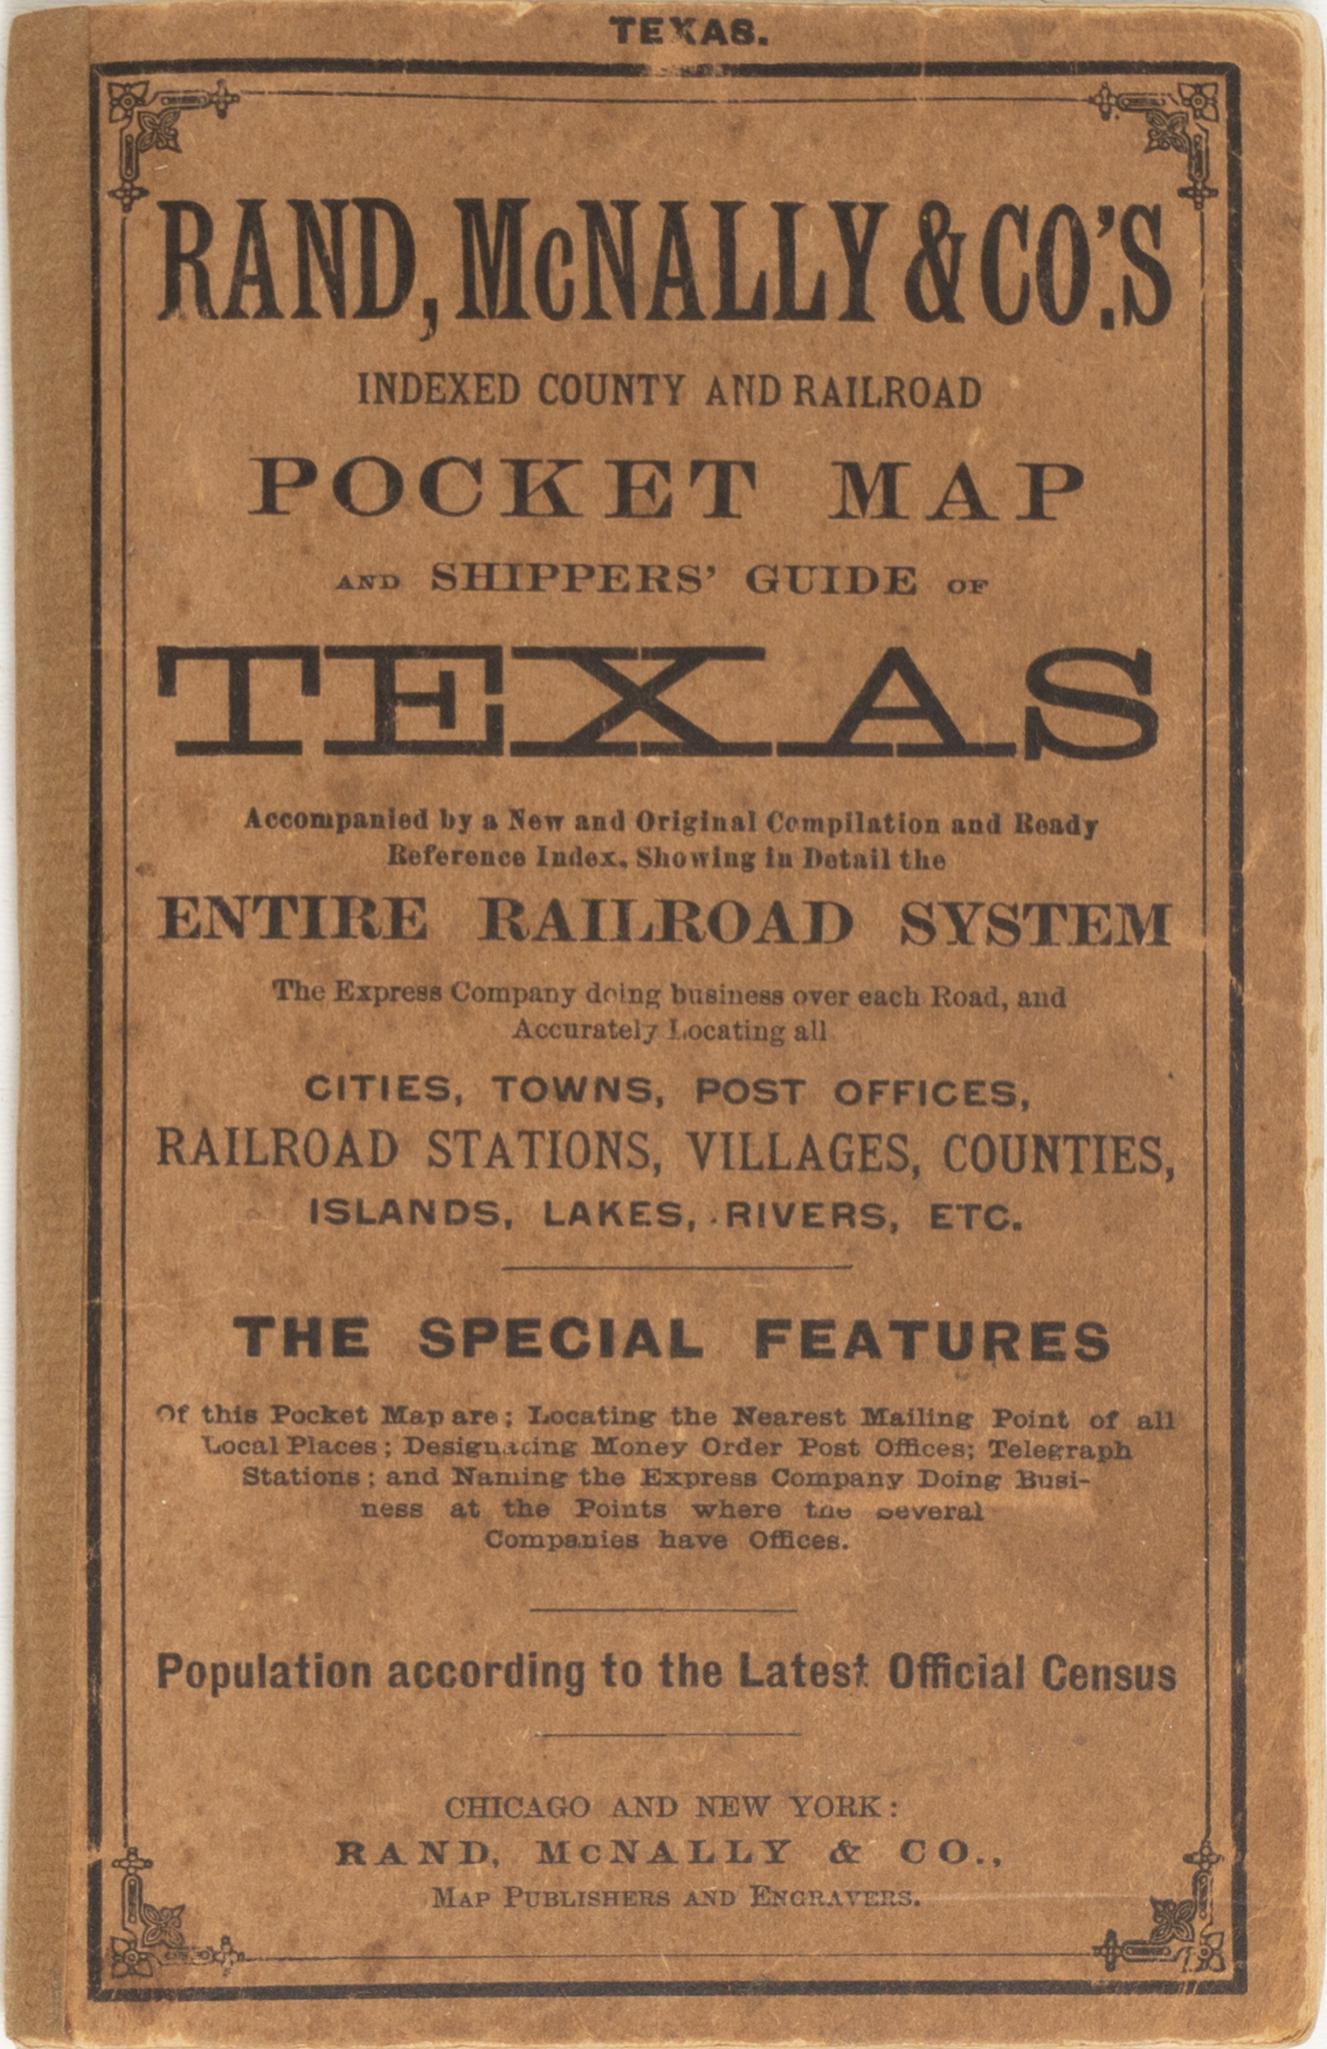 TEXAS.
RAND, McNALLY & CO.'S
INDEXED COUNTY AND RAILROAD
POCKET MAP
AND SHIPPERS' GUIDE OF
TEXAS
Accompanied by a New and Original Compilation and Ready
Reference Index, Showing in Detail the
ENTIRE RAILROAD SYSTEM
The Express Company doing business over each Road, and
Accurately Locating all
CITIES, TOWNS, POST OFFICES,
RAILROAD STATIONS, VILLAGES, COUNTIES,
ISLANDS, LAKES, RIVERS, ETC.
THE SPECIAL FEATURES
Of this Pocket Map are; Locating the Nearest Mailing Point of all
Local Places; Designating Money Order Post Offices; Telegraph
Stations; and Naming the Express Company Doing Busi-
ness at the Points where the Several
Companies have Offices.
Population according to the Latest Official Census
CHICAGO AND NEW YORK:
RAND, McNALLY & CO.,
MAP PUBLISHERS AND ENGRAVERS.